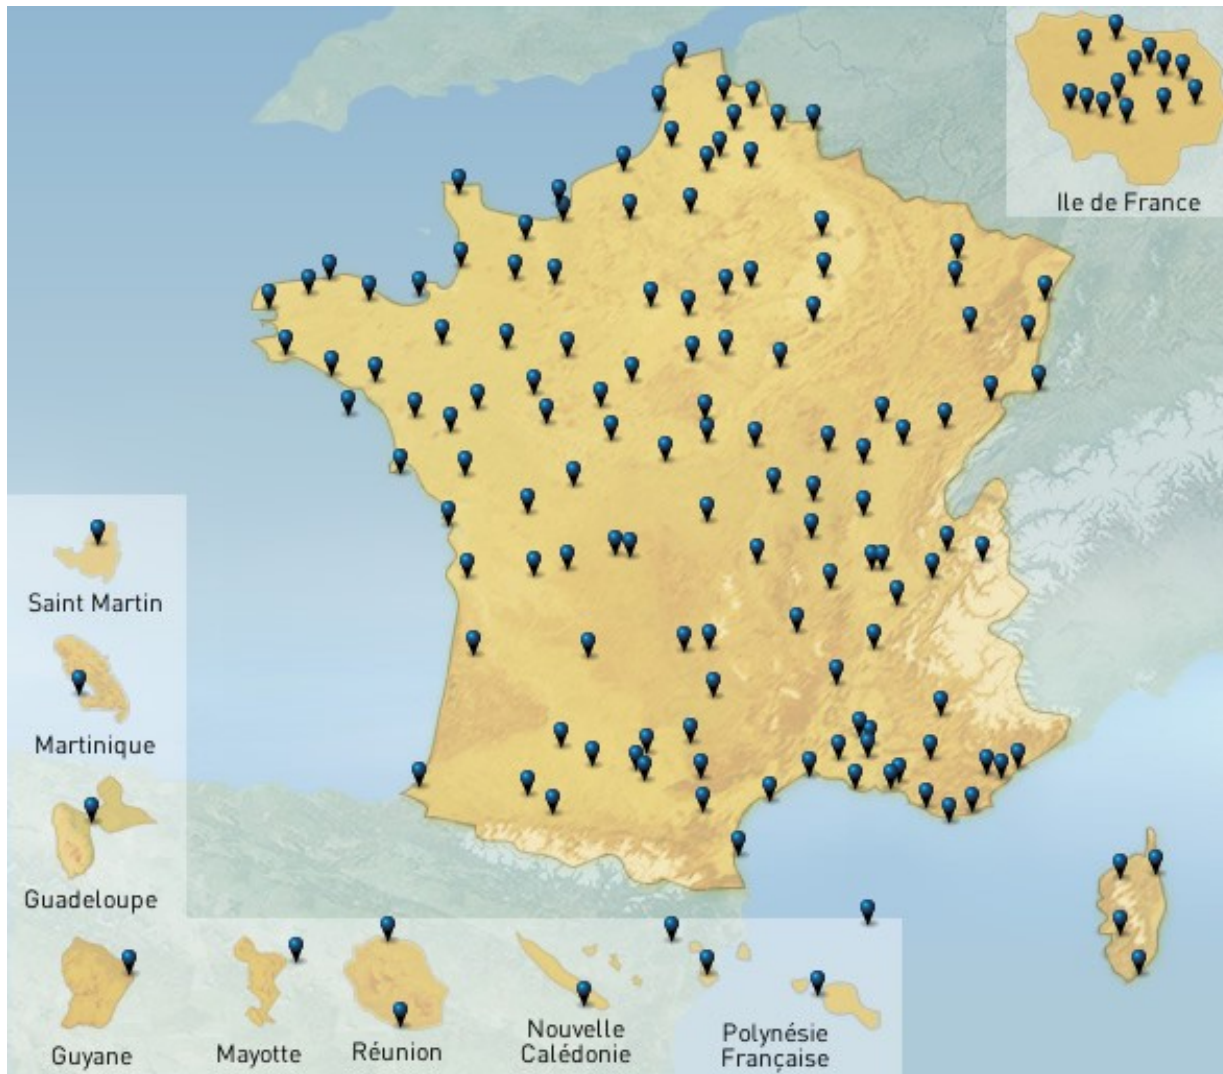 Ile de France
Saint Martin
Martinique
Guadeloupe
Guyane
Mayotte
Réunion
Nouvelle
Calédonie
Polynésie
Française